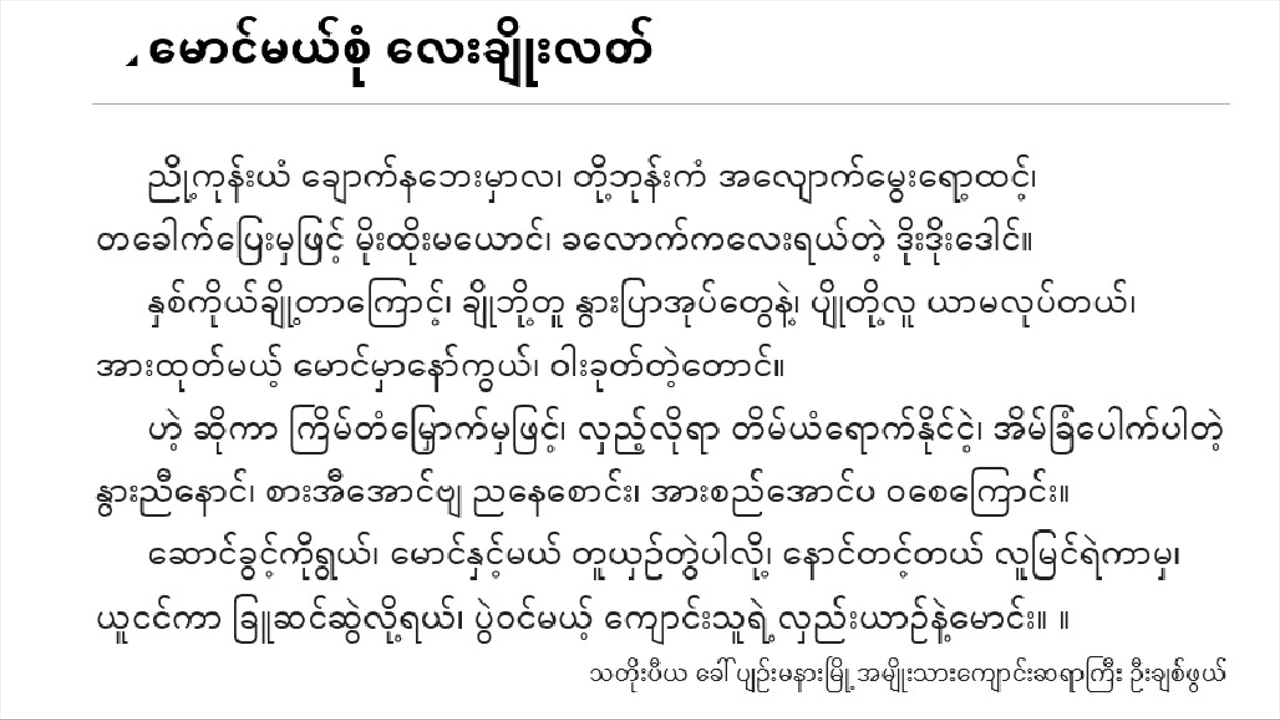 မောင်မယ်စုံ လေးချိုးလတ်
ညို့ကုန်းယံ ချောက်နဘေးမှာလ၊ တို့ဘုန်းကံ အလျောက်မွေးရော့ထင့်၊
တခေါက်ပြေးမှဖြင့် မိုးထိုးမယောင်၊ ခလောက်ကလေးရယ်တဲ့ ဒိုးဒိုးဒေါင်။
နှစ်ကိုယ်ချို့တာကြောင့်၊ ချိုဘို့တူ နွားပြာအုပ်တွေနဲ့၊ ပျိုတို့လူ ယာမလုပ်တယ်၊
အားထုတ်မယ့် မောင်မှာနော်ကွယ်၊ ဝါးခုတ်တဲ့တောင်။
ဟဲ့ ဆိုကာ ကြိမ်တံမြှောက်မှဖြင့်၊ လှည့်လိုရာ တိမ်ယံရောက်နိုင်ငဲ့၊ အိမ်ခြံပေါက်ပါတဲ့
နွားညီနောင်၊ စားအီအောင်ဗျ ညနေစောင်း၊ အားစည်အောင်ပ ဝစေကြောင်း။
ဆောင်ခွင့်ကိုရွယ်၊ မောင်နှင့်မယ် တူယှဉ်တွဲပါလို့၊ နောင်တင့်တယ် လူမြင်ရဲကာမှ၊
ယူငင်ကာ ခြူဆင်ဆွဲလို့ရယ်၊ ပွဲဝင်မယ့် ကျောင်းသူရဲ့ လှည်းယာဉ်နဲ့မောင်း။ ။
သတိုးပီယ ခေါ် ပျဉ်းမနားမြို့ အမျိုးသားကျောင်းဆရာကြီး ဦးချစ်ဖွယ်